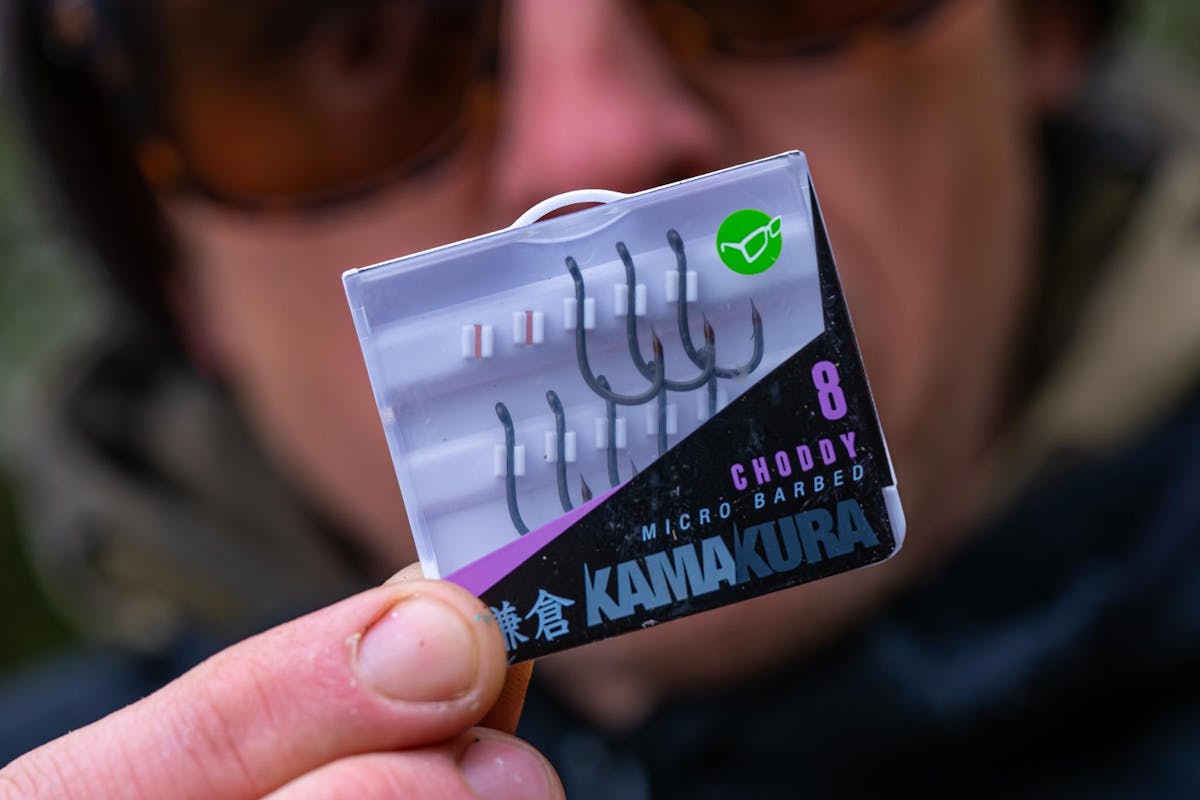 8
CHODDY
MICRO BARBED
鎌倉 KAMAKURA